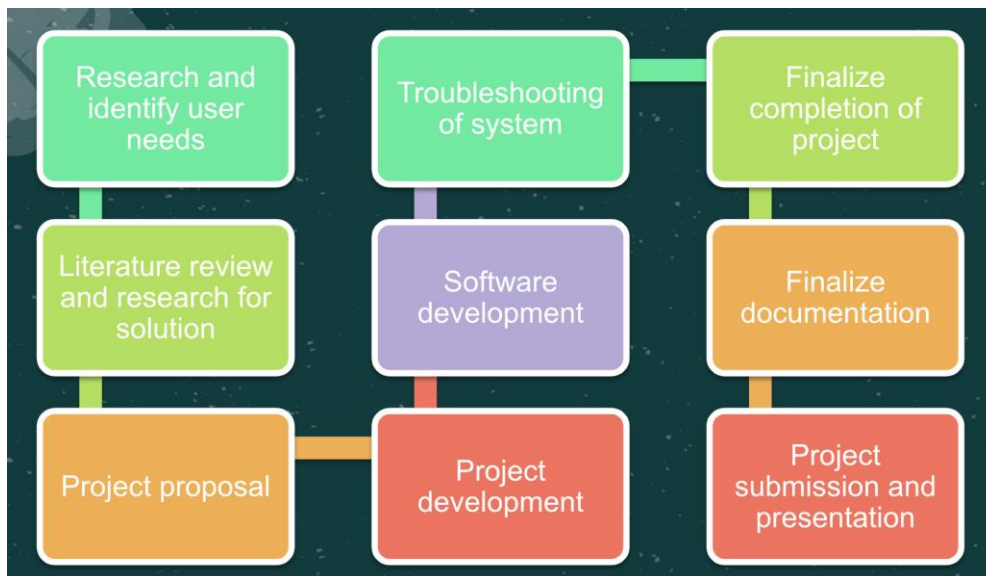 Research and
identify user
needs
Literature review
and research for
solution
Project proposal
Project
development
Software
development
Troubleshooting
of system
Finalize
completion of
project
Finalize
documentation
Project
submission and
presentation